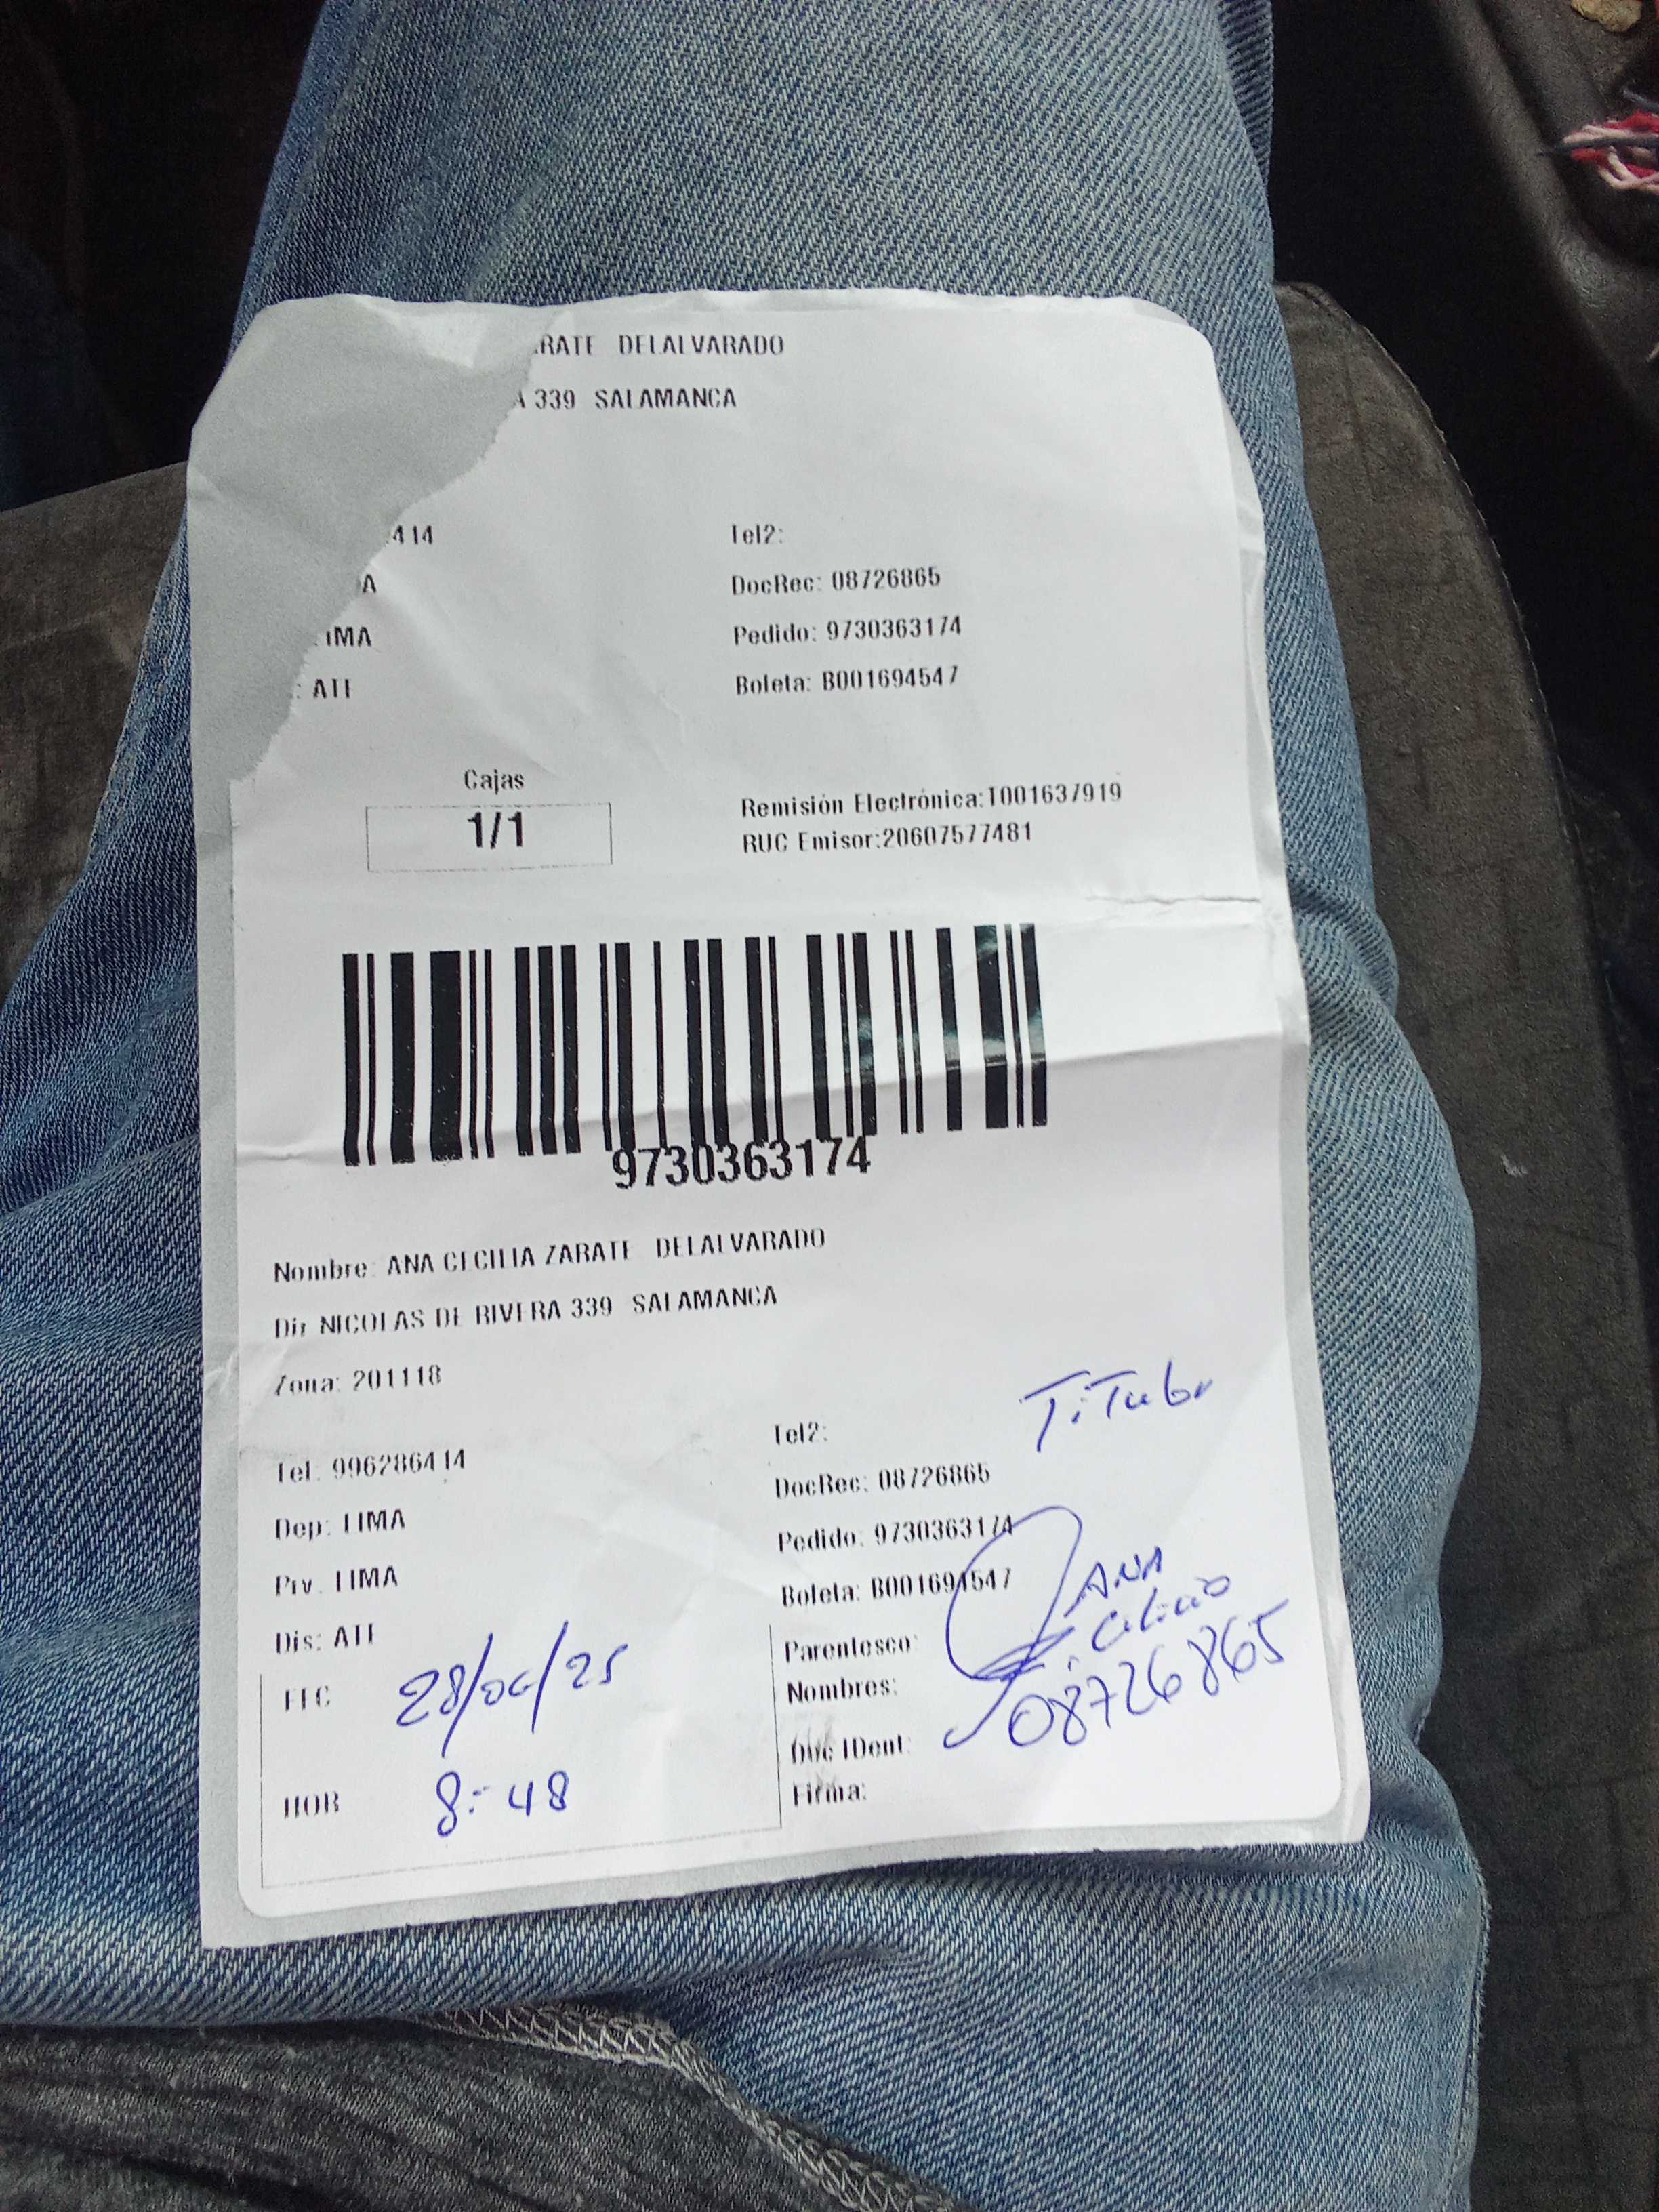 RATE DELALVARADO
A 339 SALAMANCA
414 Tel2:
A DocRec: 08726865
IMA Pedido: 9730363174
: ATE Boleta: B001694547
Cajas
1/1
Remisión Electrónica:T001637919
RUC Emisor:20607577481
9730363174
Nombre: ANA CECILIA ZARATE DELALVARADO
Dir NICOLAS DE RIVERA 339 SALAMANCA
Zona: 201118
Titular
Tel. 996286414 Tel2:
Dep: LIMA DocRec: 08726865
Prv. LIMA Pedido: 9730363174
Dis: ATE Boleta: B001694547
Parentesco:
FEC 28/06/25
Nombres: ANA Cecilia
Doc IDent: 08726865
HOR 8:48
Firma: